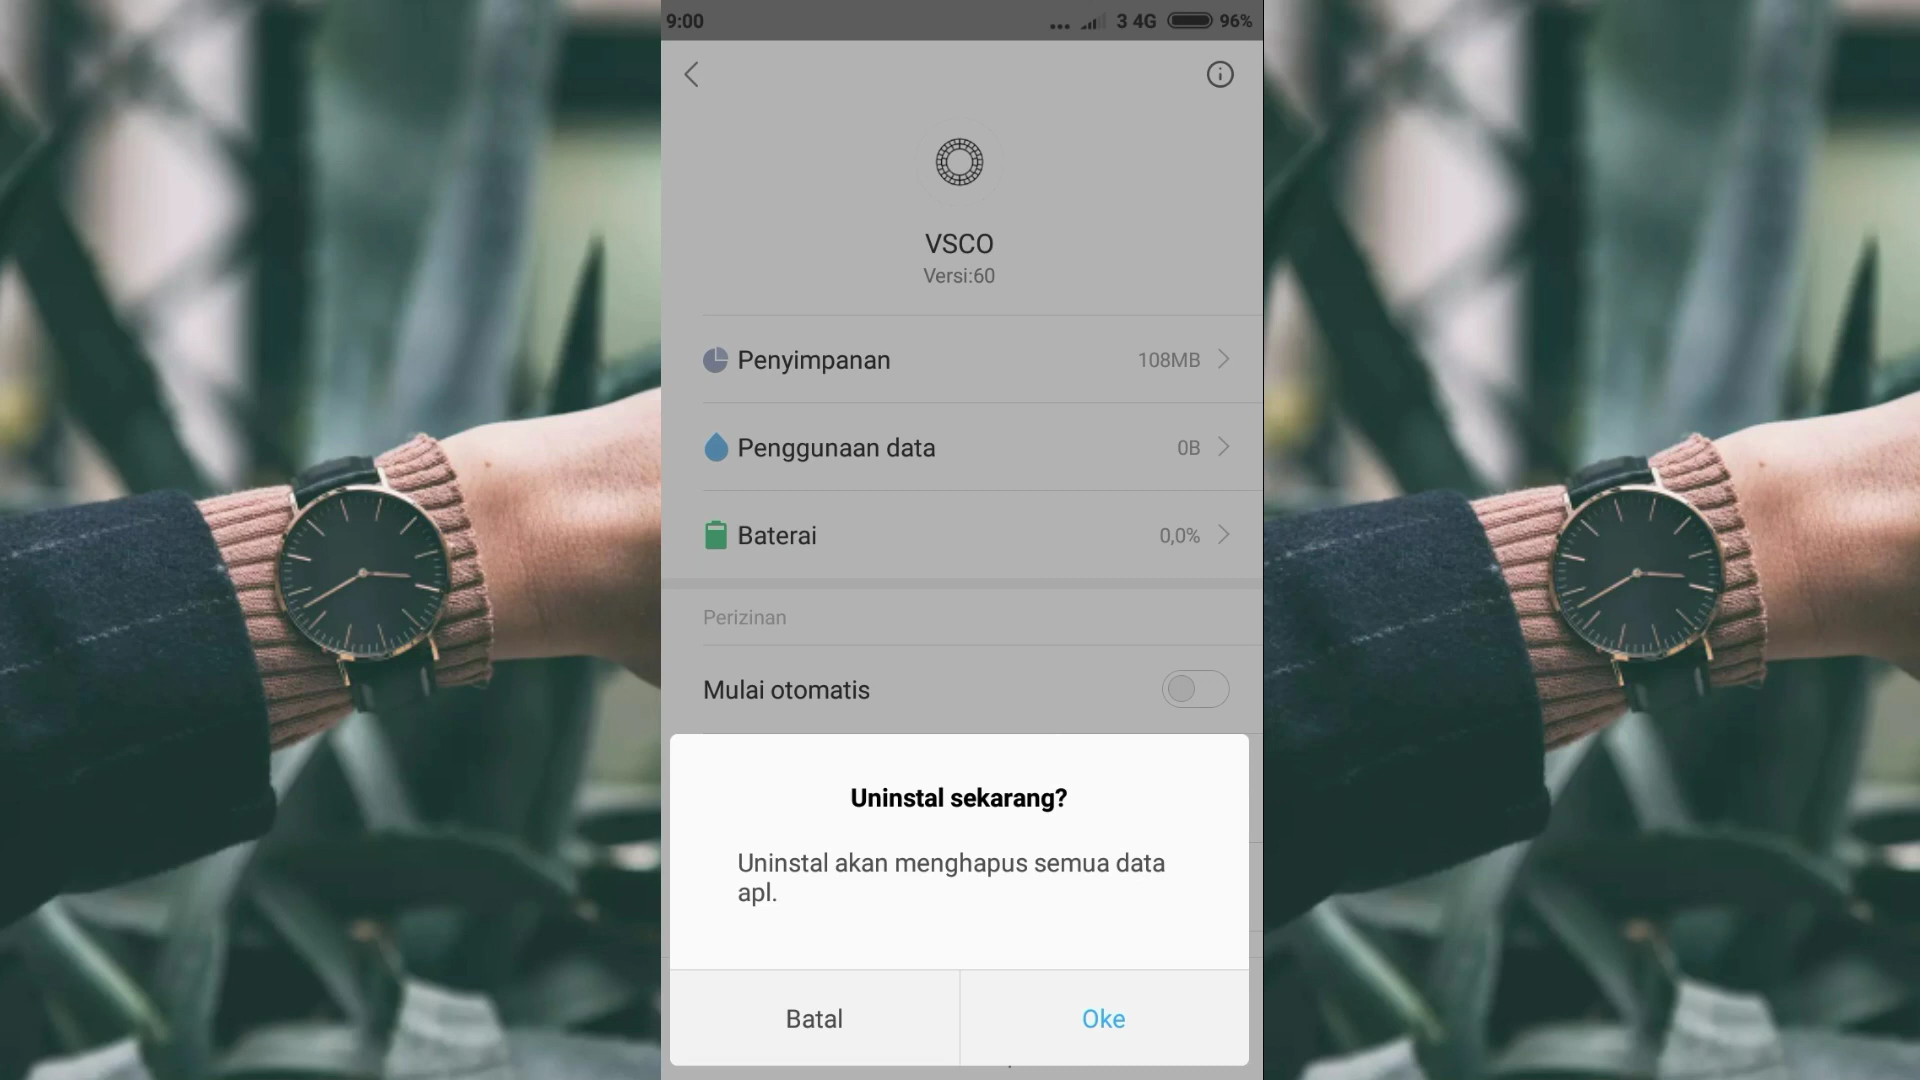 9:00
3 4G 96%
VSCO
Versi:60
Penyimpanan 108MB
Penggunaan data 0B
Baterai 0,0%
Perizinan
Mulai otomatis
Uninstal sekarang?
Uninstal akan menghapus semua data
apl.
Batal Oke